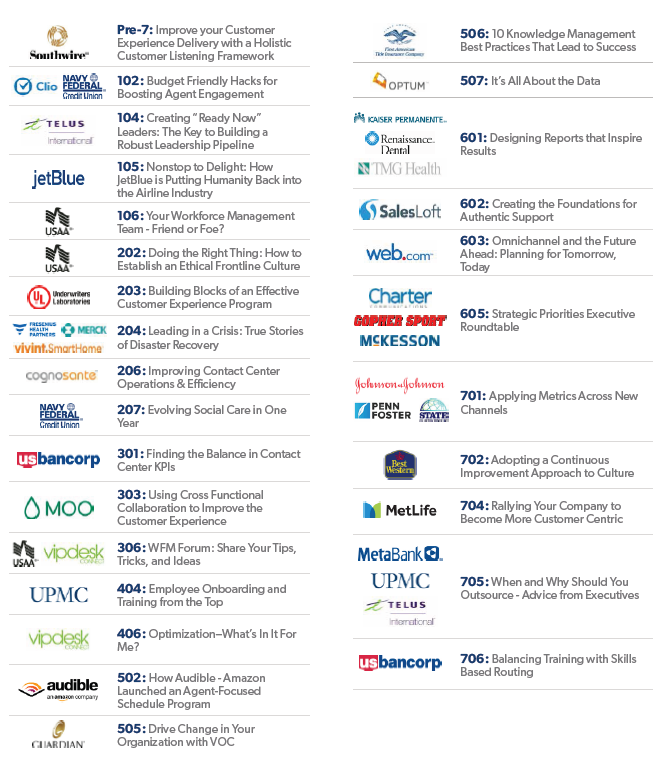 Southwire®
Pre-7: Improve your Customer
Experience Delivery with a Holistic
Customer Listening Framework
Clio
NAVY
FEDERAL
Credit Union
102: Budget Friendly Hacks for
Boosting Agent Engagement
TELUS
International
104: Creating “Ready Now”
Leaders: The Key to Building a
Robust Leadership Pipeline
jetBlue
105: Nonstop to Delight: How
JetBlue is Putting Humanity Back into
the Airline Industry
USAA®
106: Your Workforce Management
Team - Friend or Foe?
USAA®
202: Doing the Right Thing: How to
Establish an Ethical Frontline Culture
UL
Underwriters
Laboratories
203: Building Blocks of an Effective
Customer Experience Program
FRESENIUS
HEALTH
PARTNERS
MERCK
vivint.SmartHome
204: Leading in a Crisis: True Stories
of Disaster Recovery
cognosante
206: Improving Contact Center
Operations & Efficiency
NAVY
FEDERAL
Credit Union
207: Evolving Social Care in One
Year
usbancorp
301: Finding the Balance in Contact
Center KPIs
MOO
303: Using Cross Functional
Collaboration to Improve the
Customer Experience
USAA®
vipdesk
CONNECT
306: WFM Forum: Share Your Tips,
Tricks, and Ideas
UPMC
404: Employee Onboarding and
Training from the Top
vipdesk
CONNECT
406: Optimization–What’s In It For
Me?
audible
an amazon company
502: How Audible - Amazon
Launched an Agent-Focused
Schedule Program
GUARDIAN®
505: Drive Change in Your
Organization with VOC
First American
Title Insurance Company
506: 10 Knowledge Management
Best Practices That Lead to Success
OPTUM™
507: It’s All About the Data
KAISER PERMANENTE®
Renaissance
Dental
TMG Health
601: Designing Reports that Inspire
Results
SalesLoft
602: Creating the Foundations for
Authentic Support
web.com™
603: Omnichannel and the Future
Ahead: Planning for Tomorrow,
Today
Charter
COMMUNICATIONS
GOPHER SPORT
MCKESSON
605: Strategic Priorities Executive
Roundtable
Johnson & Johnson
PENN
FOSTER
STATE
701: Applying Metrics Across New
Channels
Best
Western
702: Adopting a Continuous
Improvement Approach to Culture
MetLife
704: Rallying Your Company to
Become More Customer Centric
MetaBank®
UPMC
TELUS
International
705: When and Why Should You
Outsource - Advice from Executives
usbancorp
706: Balancing Training with Skills
Based Routing